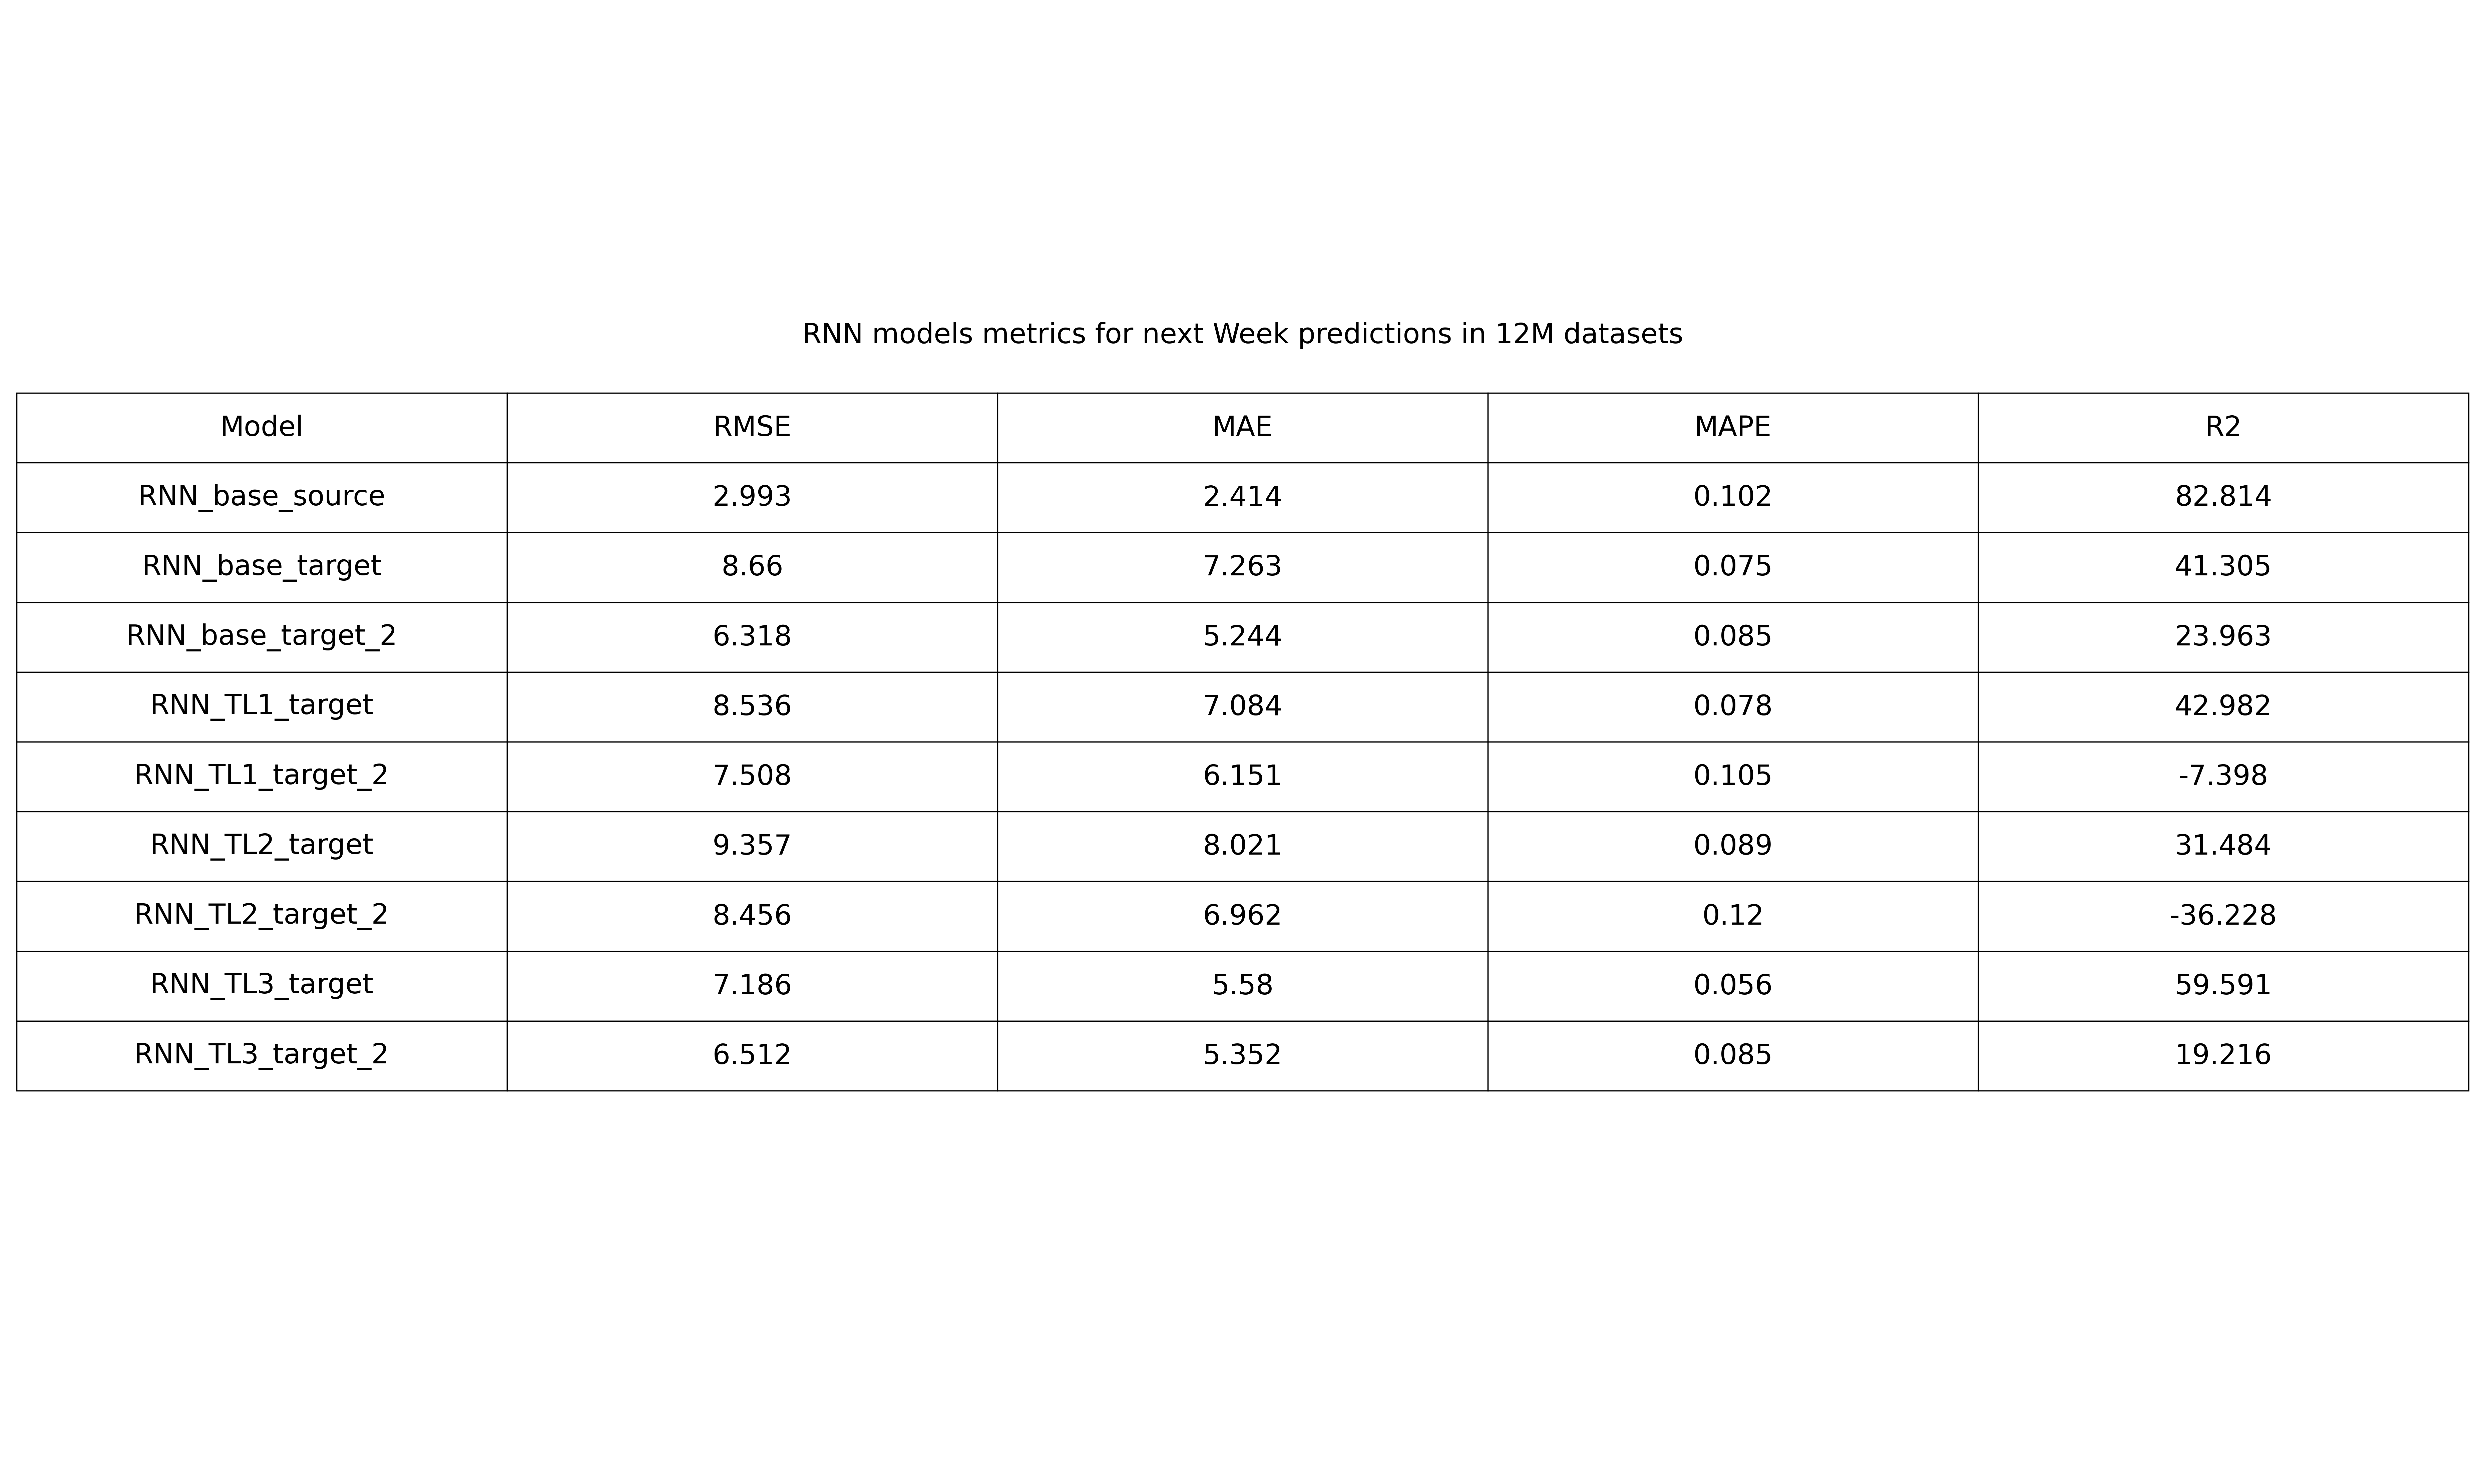 RNN models metrics for next Week predictions in 12M datasets
Model RMSE MAE MAPE R2
RNN_base_source 2.993 2.414 0.102 82.814
RNN_base_target 8.66 7.263 0.075 41.305
RNN_base_target_2 6.318 5.244 0.085 23.963
RNN_TL1_target 8.536 7.084 0.078 42.982
RNN_TL1_target_2 7.508 6.151 0.105 -7.398
RNN_TL2_target 9.357 8.021 0.089 31.484
RNN_TL2_target_2 8.456 6.962 0.12 -36.228
RNN_TL3_target 7.186 5.58 0.056 59.591
RNN_TL3_target_2 6.512 5.352 0.085 19.216